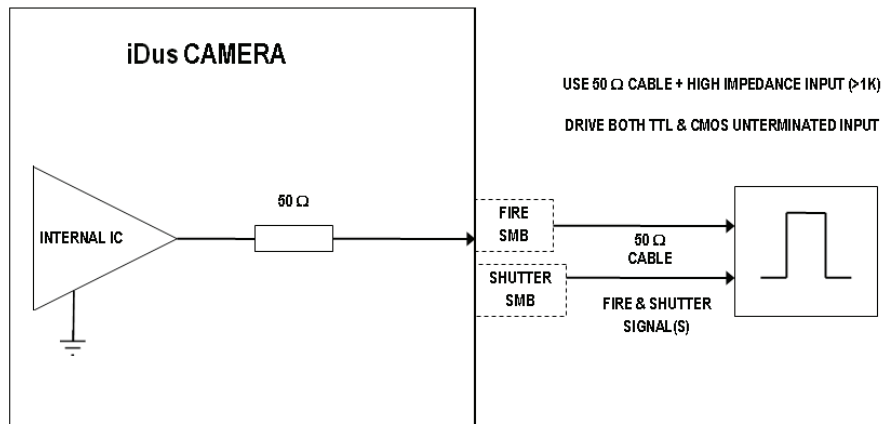 iDus CAMERA
USE 50 Ω CABLE + HIGH IMPEDANCE INPUT (>1K)
DRIVE BOTH TTL & CMOS UNTERMINATED INPUT
50 Ω
INTERNAL IC
FIRE
SMB
50 Ω
CABLE
SHUTTER
SMB
FIRE & SHUTTER
SIGNAL(S)